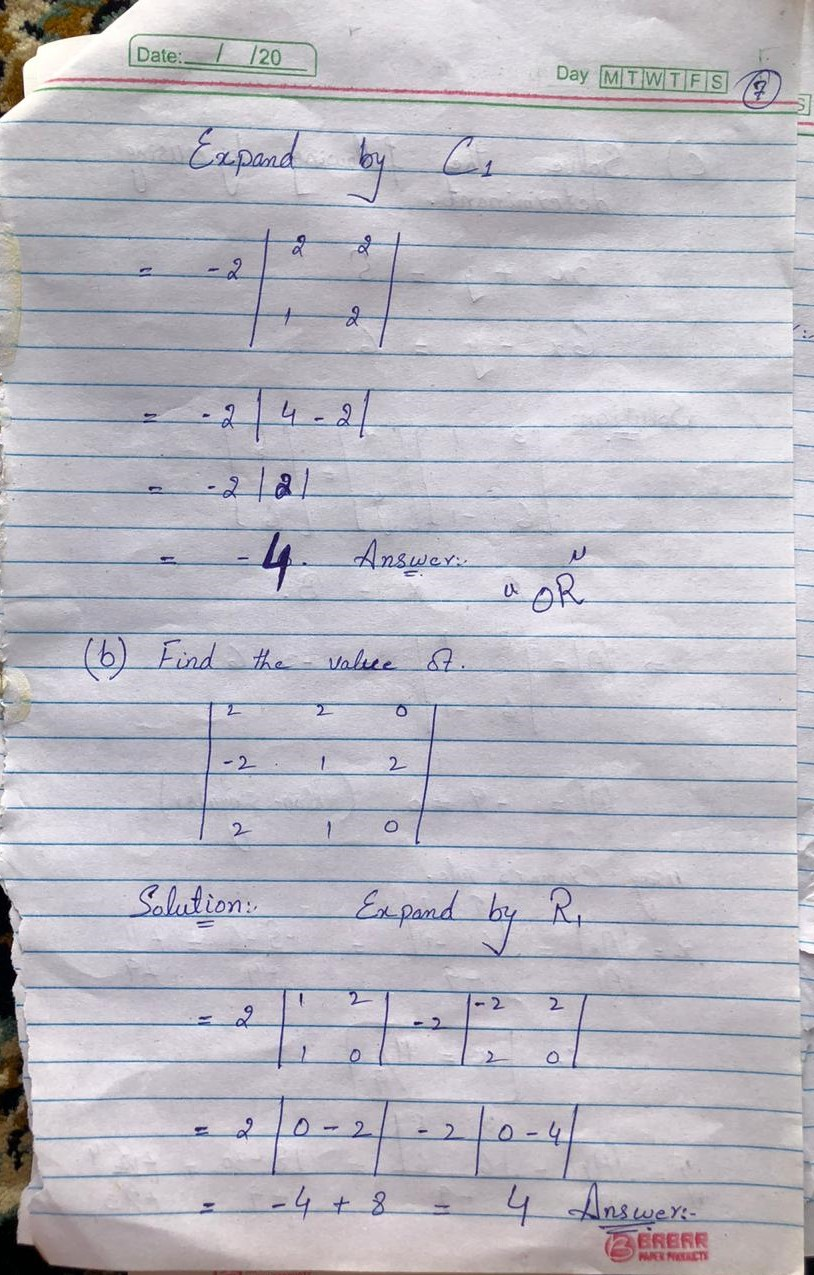 Date: / /20
Day M T W T F S
7
Expand by C1
= -2 | 2 2 |
| 1 2 |
= -2 | 4 - 2 |
= -2 | 2 |
= -4. Answer:-
" OR "
(b) Find the value of.
| 2 2 0 |
| -2 1 2 |
| 2 1 0 |
Solution:- Expand by R1
= 2 | 1 2 | -2 | -2 2 |
| 1 0 | | 2 0 |
= 2 | 0 - 2 | - 2 | 0 - 4 |
= -4 + 8 = 4 Answer:-
BRBRR
PAPER PRODUCTS